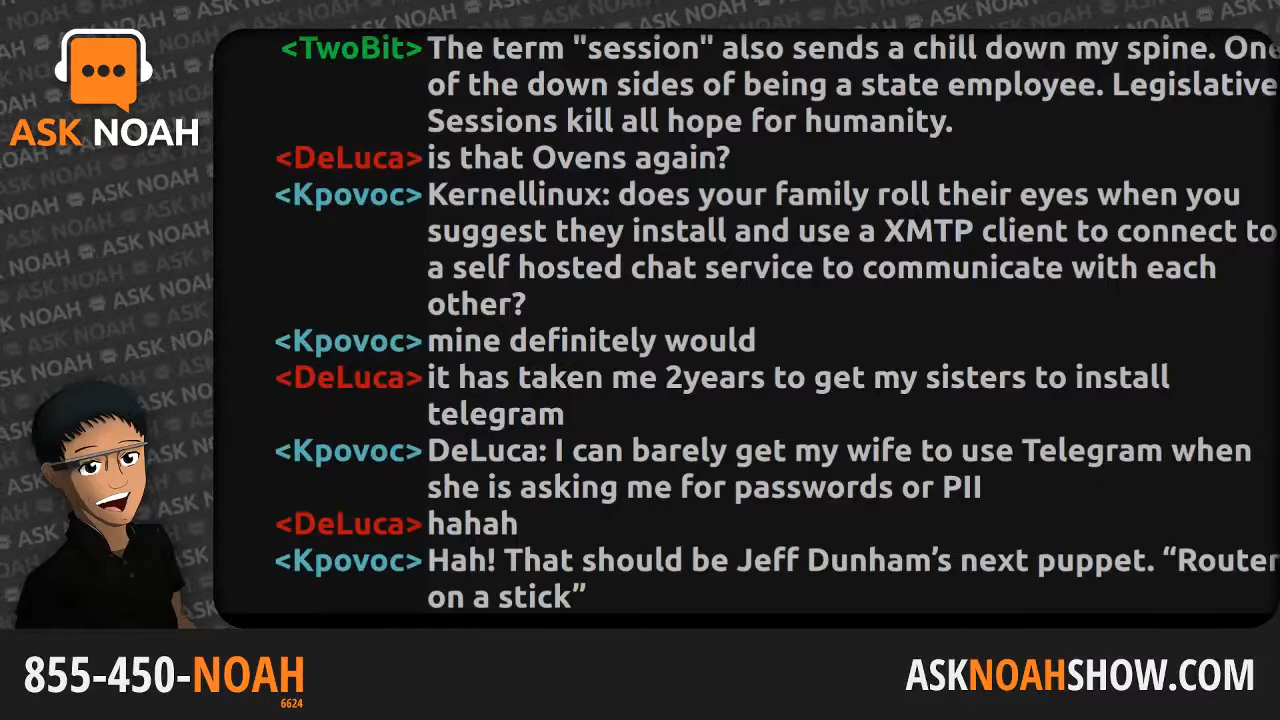 ASK NOAH
<TwoBit> The term "session" also sends a chill down my spine. One
of the down sides of being a state employee. Legislative
Sessions kill all hope for humanity.
<DeLuca> is that Ovens again?
<Kpovoc> Kernellinux: does your family roll their eyes when you
suggest they install and use a XMTP client to connect to
a self hosted chat service to communicate with each
other?
<Kpovoc> mine definitely would
<DeLuca> it has taken me 2years to get my sisters to install
telegram
<Kpovoc> DeLuca: I can barely get my wife to use Telegram when
she is asking me for passwords or PII
<DeLuca> hahah
<Kpovoc> Hah! That should be Jeff Dunham’s next puppet. “Router
on a stick”
855-450-NOAH
6624
ASKNOAHSHOW.COM